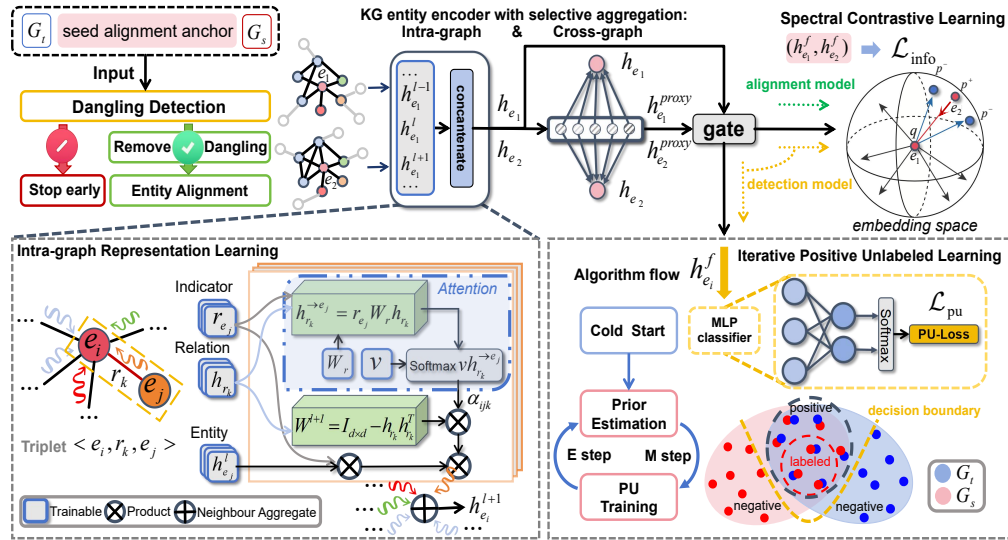 G_t seed alignment anchor G_s
Input
Dangling Detection
Remove Dangling
Stop early
Entity Alignment
e_1
e_2
KG entity encoder with selective aggregation:
Intra-graph & Cross-graph
...
h_{e_1}^{l-1}
h_{e_1}^{l}
h_{e_1}^{l+1}
...
cocantenate
h_{e_1}
h_{e_2}
h_{e_1}
h_{e_2}
h_{e_1}^{proxy}
h_{e_2}^{proxy}
gate
Spectral Contrastive Learning
(h_{e_1}^f, h_{e_2}^f)
L_info
alignment model
detection model
p^-
p^+
e_2
p^-
q
e_1
embedding space
Intra-graph Representation Learning
...
e_i
r_k
e_j
...
...
Triplet < e_i, r_k, e_j >
Indicator
r_{e_j}
Relation
h_{r_k}
Entity
h_{e_j}^l
Attention
h_{r_k}^{→e_j} = r_{e_j} W_r h_{r_k}
W_r
v
Softmax v h_{r_k}^{→e_j}
α_{ijk}
W^{l+1} = I_{d×d} − h_{r_k} h_{r_k}^T
...
...
...
...
h_{e_i}^{l+1}
Trainable
Product
Neighbour Aggregate
Iterative Positive Unlabeled Learning
Algorithm flow
h_{e_i}^f
Cold Start
Prior
Estimation
E step
M step
PU
Training
MLP
classifier
Softmax
L_pu
PU-Loss
positive
decision boundary
labeled
negative
negative
G_t
G_s